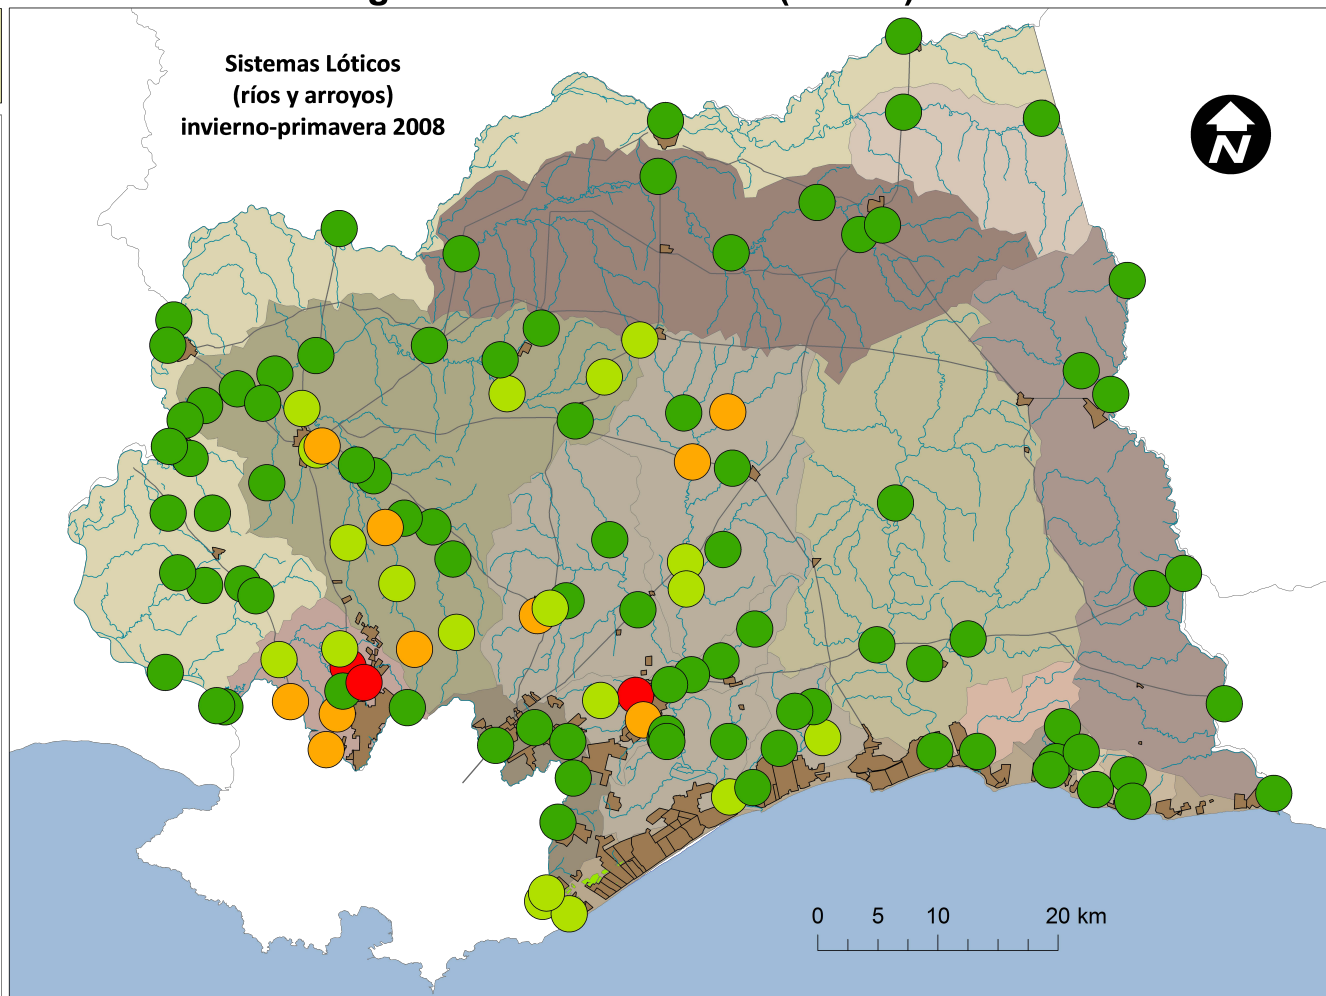 Sistemas Lóticos
(ríos y arroyos)
invierno-primavera 2008
N
0 5 10 20 km